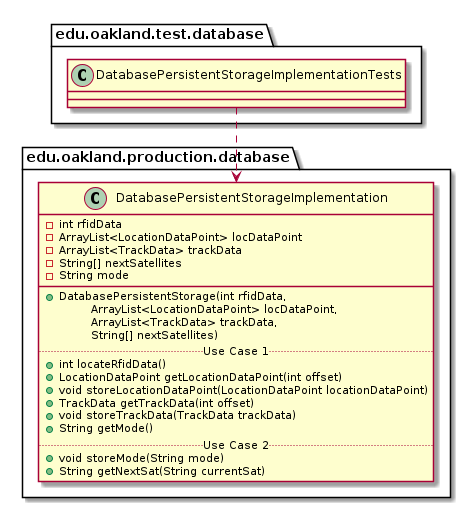 edu.oakland.test.database
C DatabasePersistentStorageImplementationTests
edu.oakland.production.database
C DatabasePersistentStorageImplementation
int rfidData
ArrayList<LocationDataPoint> locDataPoint
ArrayList<TrackData> trackData
String[] nextSatellites
String mode
DatabasePersistentStorage(int rfidData,
ArrayList<LocationDataPoint> locDataPoint,
ArrayList<TrackData> trackData,
String[] nextSatellites)
Use Case 1
int locateRfidData()
LocationDataPoint getLocationDataPoint(int offset)
void storeLocationDataPoint(LocationDataPoint locationDataPoint)
TrackData getTrackData(int offset)
void storeTrackData(TrackData trackData)
String getMode()
Use Case 2
void storeMode(String mode)
String getNextSat(String currentSat)